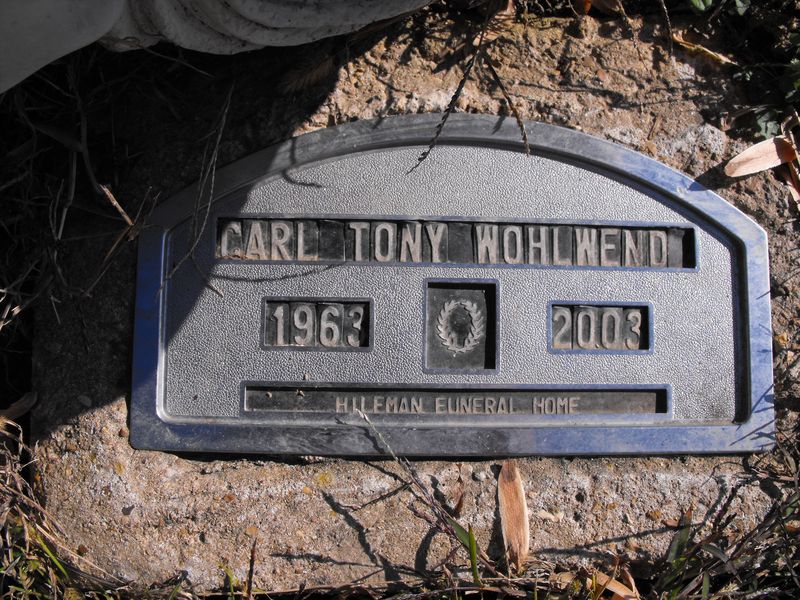 CARL TONY WOHLWEND
1963 2003
HILEMAN FUNERAL HOME